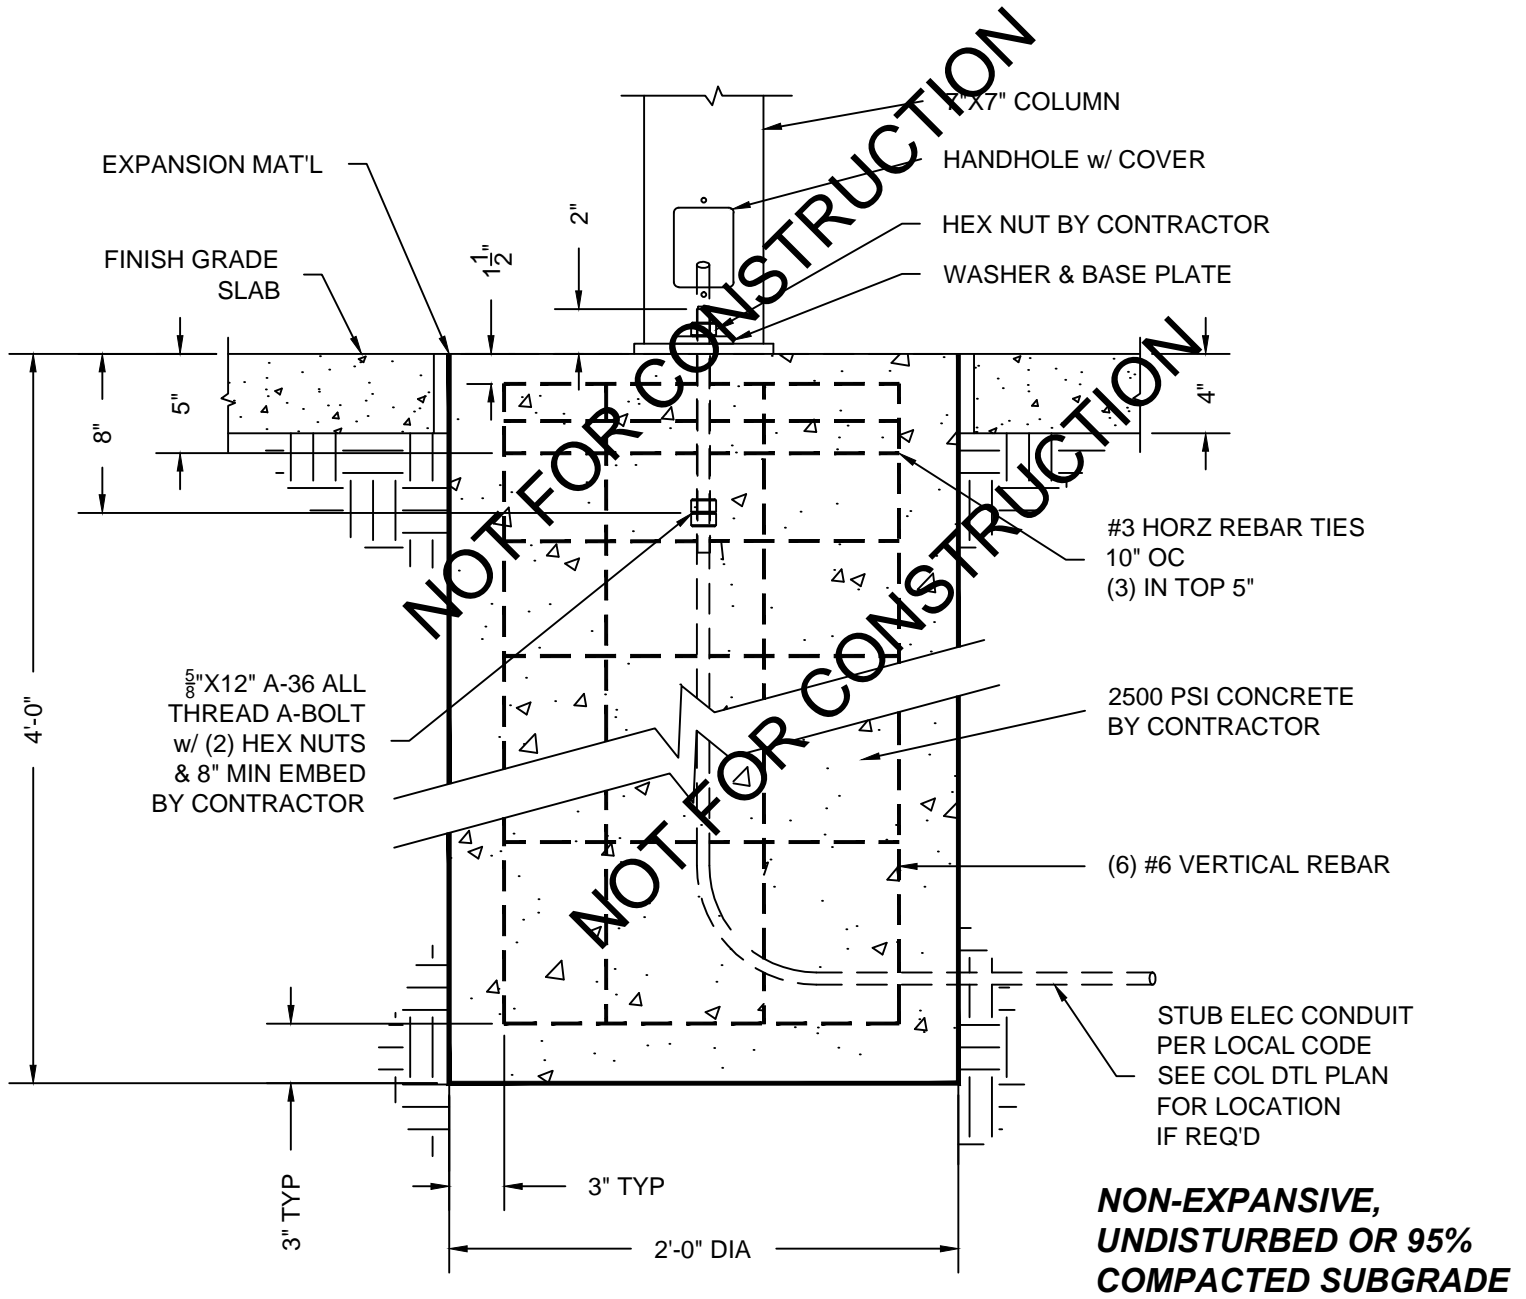 7"X7" COLUMN
EXPANSION MAT'L
HANDHOLE w/ COVER
2"
HEX NUT BY CONTRACTOR
1 1/2"
FINISH GRADE
SLAB
WASHER & BASE PLATE
NOT FOR CONSTRUCTION
5"
8"
4"
#3 HORZ REBAR TIES
10" OC
(3) IN TOP 5"
NOT FOR CONSTRUCTION
5/8"X12" A-36 ALL
THREAD A-BOLT
w/ (2) HEX NUTS
& 8" MIN EMBED
BY CONTRACTOR
4'-0"
2500 PSI CONCRETE
BY CONTRACTOR
(6) #6 VERTICAL REBAR
STUB ELEC CONDUIT
PER LOCAL CODE
SEE COL DTL PLAN
FOR LOCATION
IF REQ'D
3" TYP
3" TYP
2'-0" DIA
NON-EXPANSIVE,
UNDISTURBED OR 95%
COMPACTED SUBGRADE